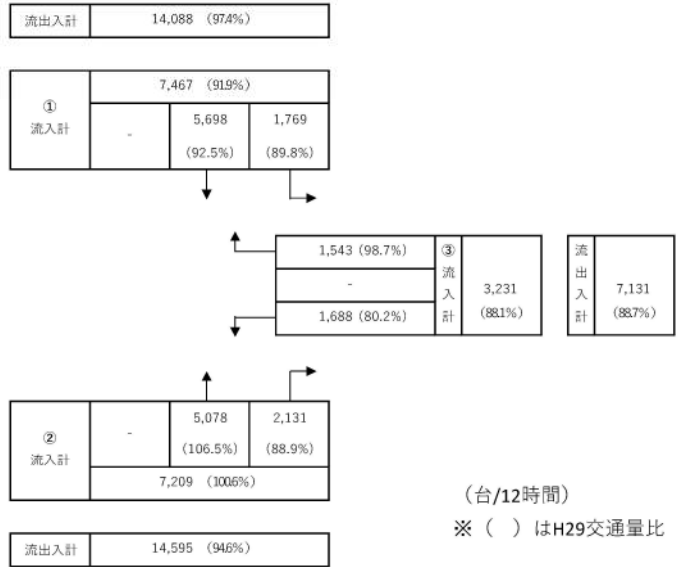 流出入計 14,088 (97.4%)
① 流入計
7,467 (91.9%)
- 5,698 1,769
(92.5%) (89.8%)
1,543 (98.7%)
-
1,688 (80.2%)
③流入計
3,231
(88.1%)
流出入計
7,131
(88.7%)
② 流入計
- 5,078 2,131
(106.5%) (88.9%)
7,209 (100.6%)
(台/12時間)
※( )はH29交通量比
流出入計 14,595 (94.6%)